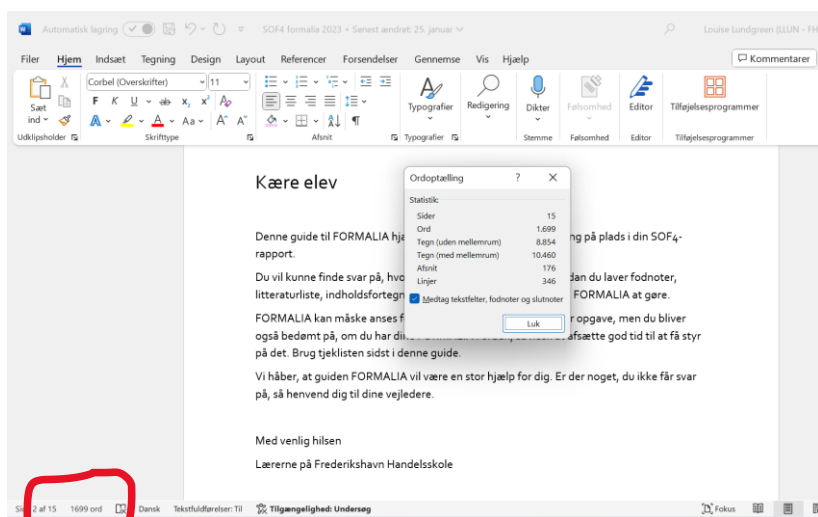 Automatisk lagring
SOF4 formalia 2023 • Senest ændret: 25. januar
Louise Lundgreen (LLUN - FH
Filer Hjem Indsæt Tegning Design Layout Referencer Forsendelser Gennemse Vis Hjælp
Kommentarer
Corbel (Overskrifter) 11
Sæt ind
F K U ab x₂ x² A
A A Aa A A
Typografier Redigering Dikter Følsomhed Editor Tilføjelsesprogrammer
Udklipsholder Skrifttype Afsnit Typografier Stemme Følsomhed Editor Tilføjelsesprogrammer
Kære elev
Denne guide til FORMALIA hjæ
ng på plads i din SOF4-
rapport.
Du vil kunne finde svar på, hvo
dan du laver fodnoter,
litteraturliste, indholdsfortegn
FORMALIA at gøre.
FORMALIA kan måske anses f
r opgave, men du bliver
også bedømt på, om du har di
afsætte god tid til at få styr
på det. Brug tjeklisten sidst i denne guide.
Vi håber, at guiden FORMALIA vil være en stor hjælp for dig. Er der noget, du ikke får svar
på, så henvend dig til dine vejledere.
Med venlig hilsen
Lærerne på Frederikshavn Handelsskole
Ordoptælling ?
Statistik:
Sider 15
Ord 1.699
Tegn (uden mellemrum) 8.854
Tegn (med mellemrum) 10.460
Afsnit 176
Linjer 346
Medtag tekstfelter, fodnoter og slutnoter
Luk
2 af 15 1699 ord Dansk Tekstfuldførelser: Til Tilgængelighed: Undersøg Fokus